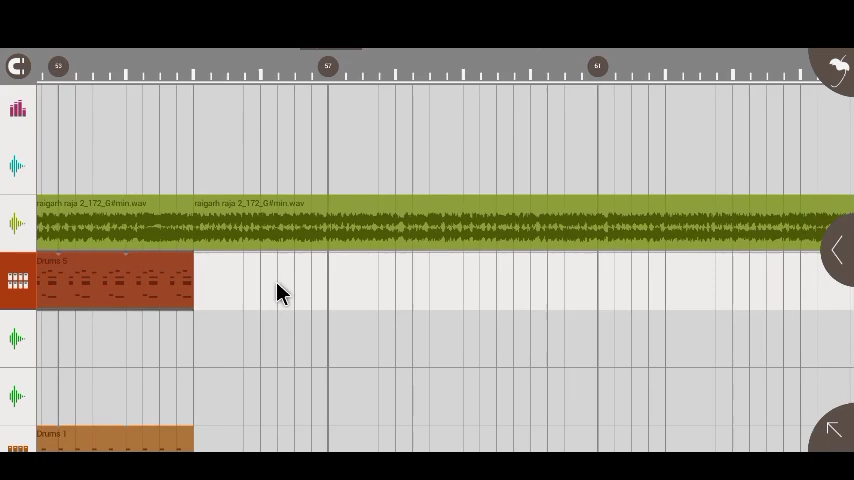 53
57
61
raigarh raja 2_172_G#min.wav
raigarh raja 2_172_G#min.wav
Drums 5
Drums 1